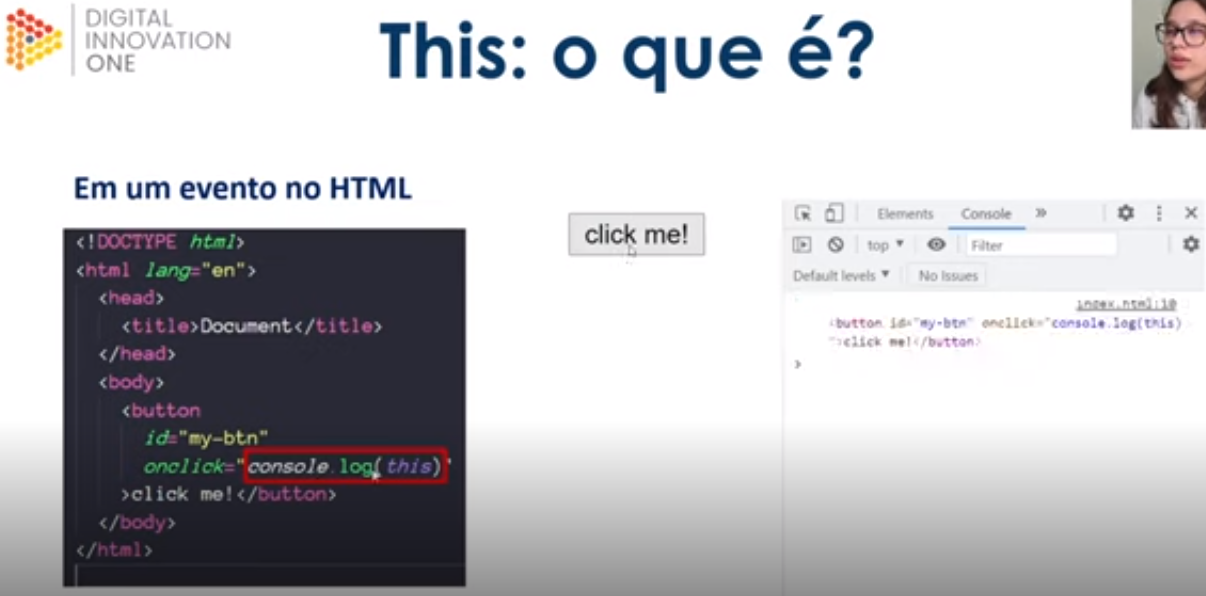 DIGITAL
INNOVATION
ONE
This: o que é?
Em um evento no HTML
<!DOCTYPE html>
<html lang="en">
<head>
<title>Document</title>
</head>
<body>
<button
id="my-btn"
onclick="console.log(this)"
>click me!</button>
</body>
</html>
click me!
Elements Console »
top ▼ Filter
Default levels ▼ No Issues
index.html:10
<button id="my-btn" onclick="console.log(this)
">click me!</button>
>